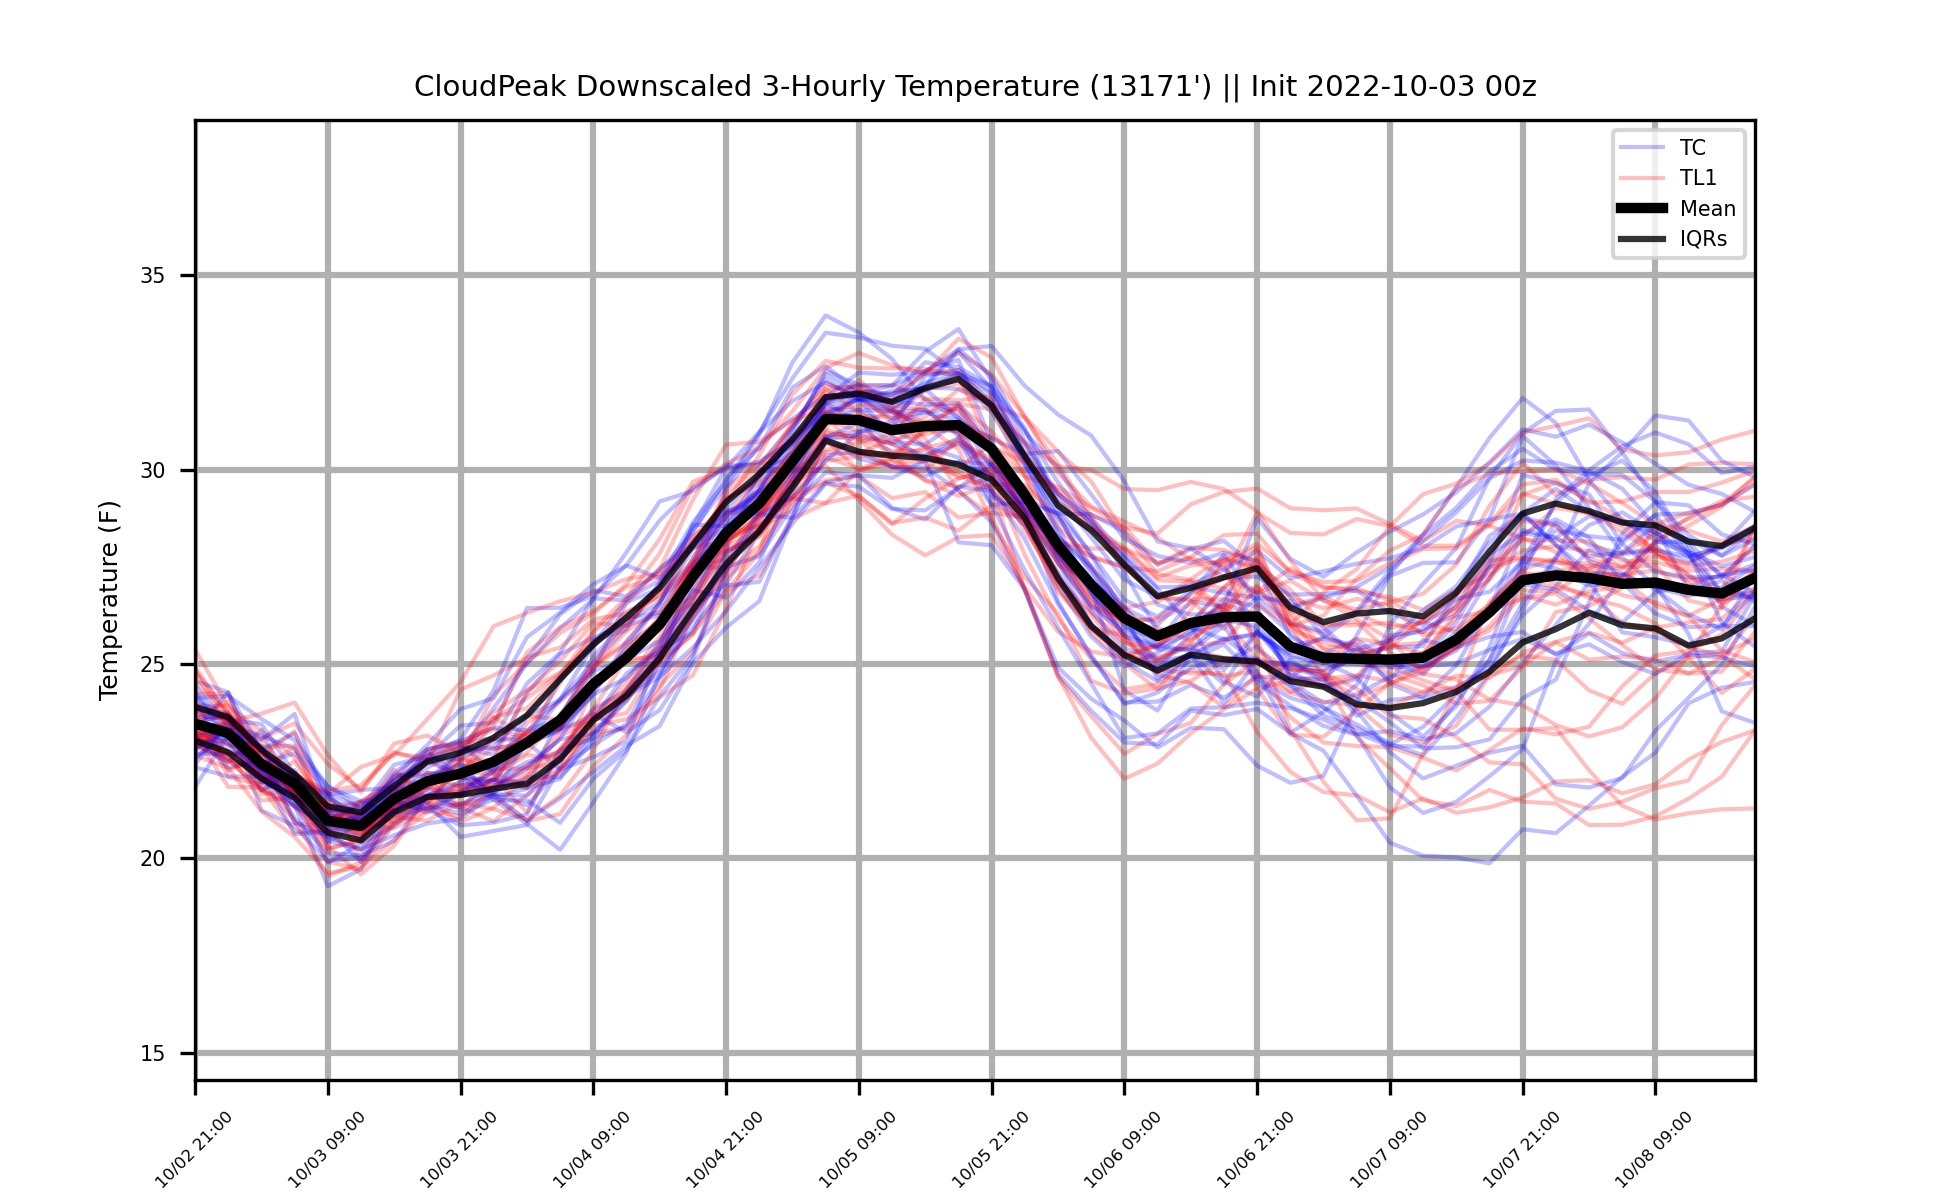 CloudPeak Downscaled 3-Hourly Temperature (13171') || Init 2022-10-03 00z
TC
TL1
Mean
IQRs
Temperature (F)
35
30
25
20
15
10/02 21:00
10/03 09:00
10/03 21:00
10/04 09:00
10/04 21:00
10/05 09:00
10/05 21:00
10/06 09:00
10/06 21:00
10/07 09:00
10/07 21:00
10/08 09:00